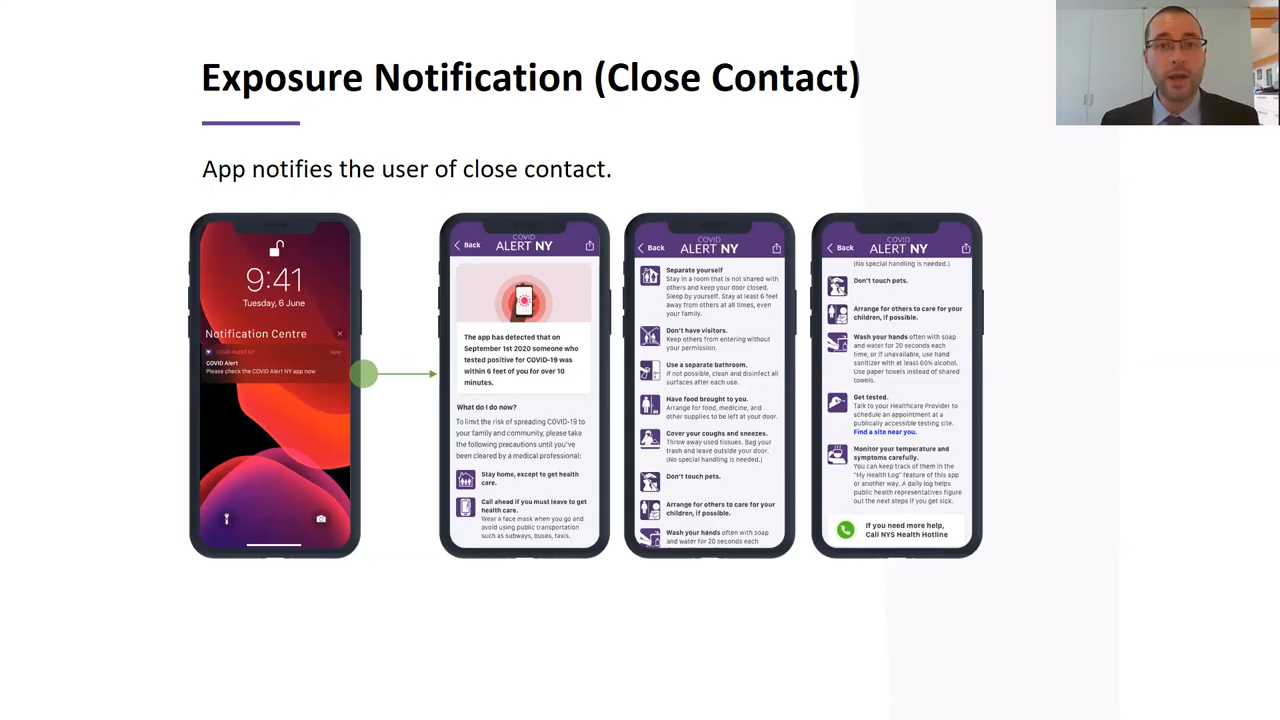 Exposure Notification (Close Contact)
App notifies the user of close contact.
9:41
Tuesday, 6 June
Notification Centre
COVID ALERT NY
Now
COVID Alert
Please check the COVID Alert NY app now
Back
COVID
ALERT NY
The app has detected that on
September 1st 2020 someone who
tested positive for COVID-19 was
within 6 feet of you for over 10
minutes.
What do I do now?
To limit the risk of spreading COVID-19 to
your family and community, please take
the following precautions until you've
been cleared by a medical professional:
Stay home, except to get health
care.
Call ahead if you must leave to get
health care.
Wear a face mask when you go and
avoid using public transportation
such as subways, buses, taxis.
Back
COVID
ALERT NY
Separate yourself
Stay in a room that is not shared with
others and keep your door closed.
Sleep by yourself. Stay at least 6 feet
away from others at all times, even
your family.
Don't have visitors.
Keep others from entering without
your permission.
Use a separate bathroom.
If not possible, clean and disinfect all
surfaces after each use.
Have food brought to you.
Arrange for food, medicine, and
other supplies to be left at your door.
Cover your coughs and sneezes.
Throw away used tissues. Bag your
trash and leave outside your door.
(No special handling is needed.)
Don't touch pets.
Arrange for others to care for your
children, if possible.
Wash your hands often with soap
and water for 20 seconds each
Back
COVID
ALERT NY
(No special handling is needed.)
Don't touch pets.
Arrange for others to care for your
children, if possible.
Wash your hands often with soap
and water for 20 seconds each
time, or if unavailable, use hand
sanitizer with at least 60% alcohol.
Use paper towels instead of shared
towels.
Get tested.
Talk to your Healthcare Provider to
schedule an appointment at a
publically accessible testing site.
Find a site near you.
Monitor your temperature and
symptoms carefully.
You can keep track of them in the
"My Health Log" feature of this app
or another way. A daily log helps
public health representatives figure
out the next steps if you get sick.
If you need more help,
Call NYS Health Hotline